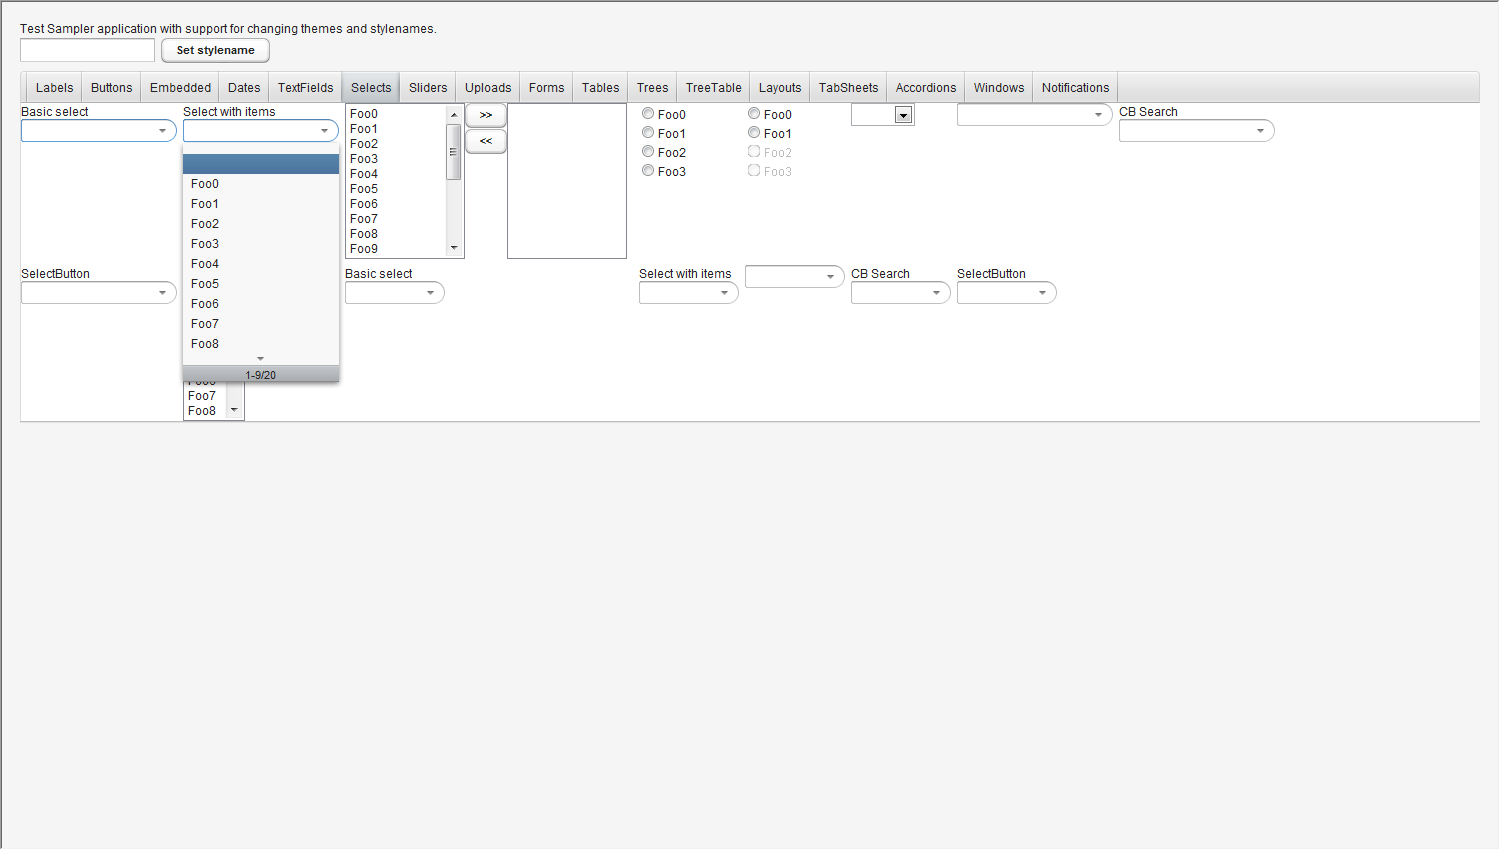 Test Sampler application with support for changing themes and stylenames.
Set stylename
Labels Buttons Embedded Dates TextFields Selects Sliders Uploads Forms Tables Trees TreeTable Layouts TabSheets Accordions Windows Notifications
Basic select
Select with items
Foo0
Foo1
Foo2
Foo3
Foo4
Foo5
Foo6
Foo7
Foo8
1-9/20
Foo0
Foo1
Foo2
Foo3
Foo4
Foo5
Foo6
Foo7
Foo8
Foo9
>>
<<
Foo0
Foo1
Foo2
Foo3
Foo0
Foo1
Foo2
Foo3
CB Search
SelectButton
Foo7
Foo8
Basic select
Select with items
CB Search
SelectButton